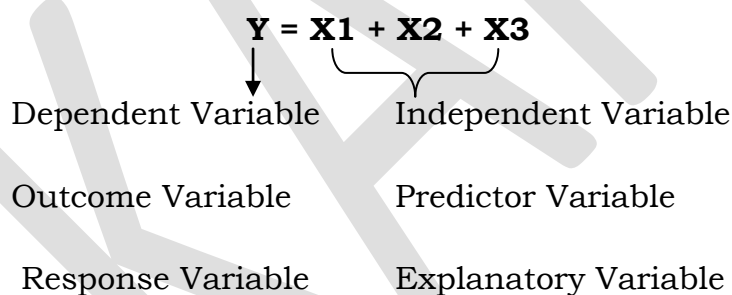 Y = X1 + X2 + X3
Dependent Variable Independent Variable
Outcome Variable Predictor Variable
Response Variable Explanatory Variable